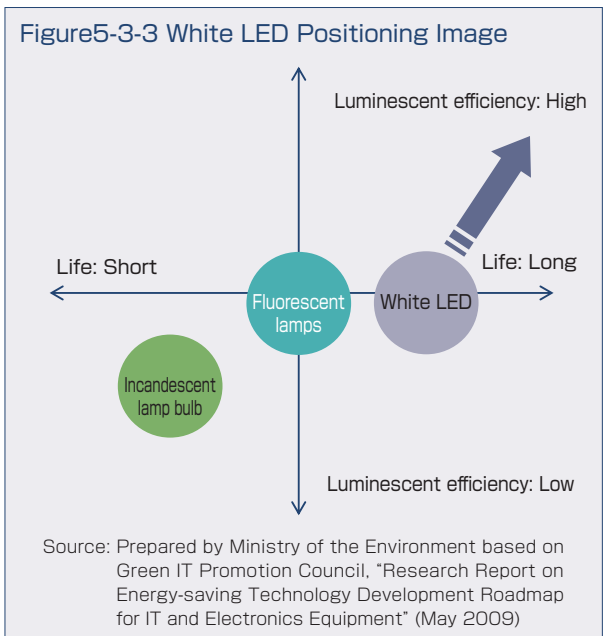 Figure5-3-3 White LED Positioning Image
Luminescent efficiency: High
Life: Short
Life: Long
Fluorescent
lamps
White LED
Incandescent
lamp bulb
Luminescent efficiency: Low
Source: Prepared by Ministry of the Environment based on
Green IT Promotion Council, “Research Report on
Energy-saving Technology Development Roadmap
for IT and Electronics Equipment” (May 2009)